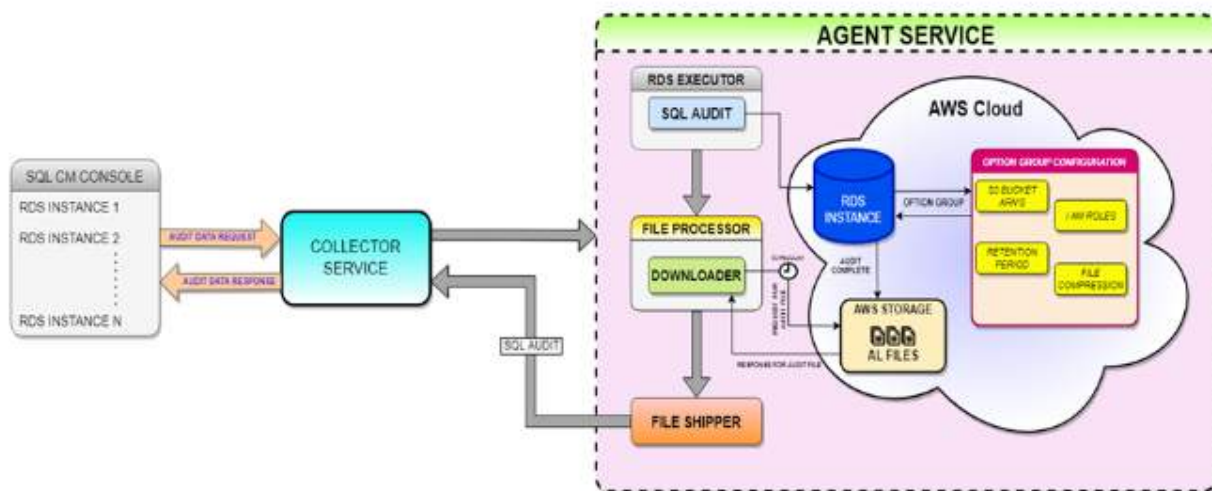 AGENT SERVICE
RDS EXECUTOR
SQL AUDIT
AWS Cloud
SQL CM CONSOLE
RDS INSTANCE 1
RDS INSTANCE 2
RDS INSTANCE N
AUDIT DATA REQUEST
AUDIT DATA RESPONSE
COLLECTOR
SERVICE
SQL AUDIT
FILE PROCESSOR
DOWNLOADER
RESPONSE FOR AUDIT FILE
FILE SHIPPER
RDS
INSTANCE
OPTION GROUP
AUDIT
COMPLETE
AWS STORAGE
AL FILES
OPTION GROUP CONFIGURATION
BUCKET
I AM ROLES
RETENTION
PERIOD
FILE
COMPRESSION